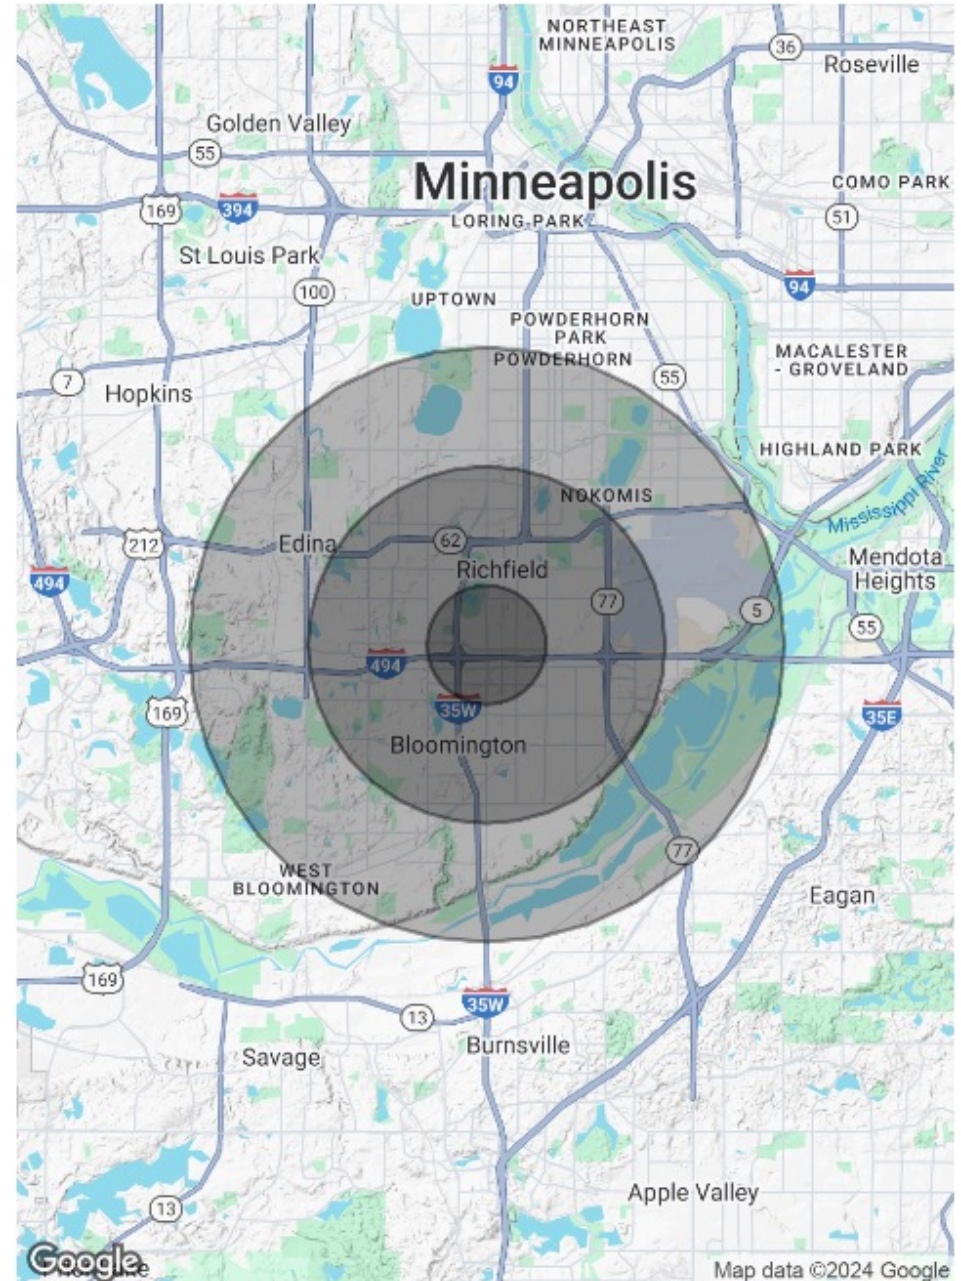 NORTHEAST
MINNEAPOLIS
36
Roseville
94
Golden Valley
55
Minneapolis
COMO PARK
169
394
LORING PARK
51
St Louis Park
100
94
UPTOWN
POWDERHORN
PARK
POWDERHORN
MACALESTER
- GROVELAND
7
55
Hopkins
HIGHLAND PARK
NOKOMIS
Mississippi River
212
Edina
62
Mendota
Heights
494
Richfield
77
5
55
494
169
35W
35E
Bloomington
77
WEST
BLOOMINGTON
Eagan
169
35W
13
Burnsville
Savage
Apple Valley
13
Google
Map data ©2024 Google